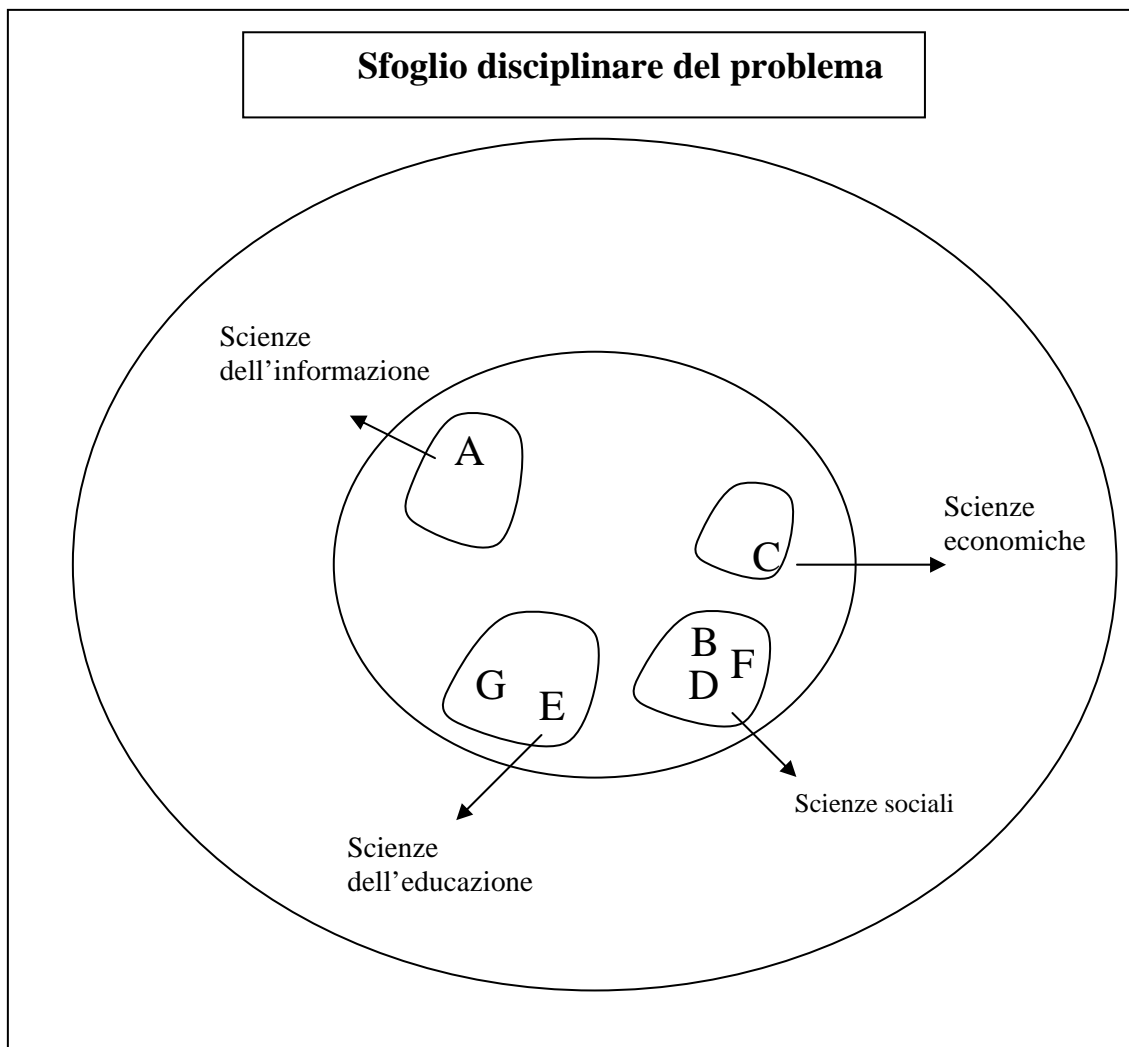 Sfoglio disciplinare del problema
Scienze
dell’informazione
A
Scienze
economiche
C
B
F
D
G
E
Scienze sociali
Scienze
dell’educazione